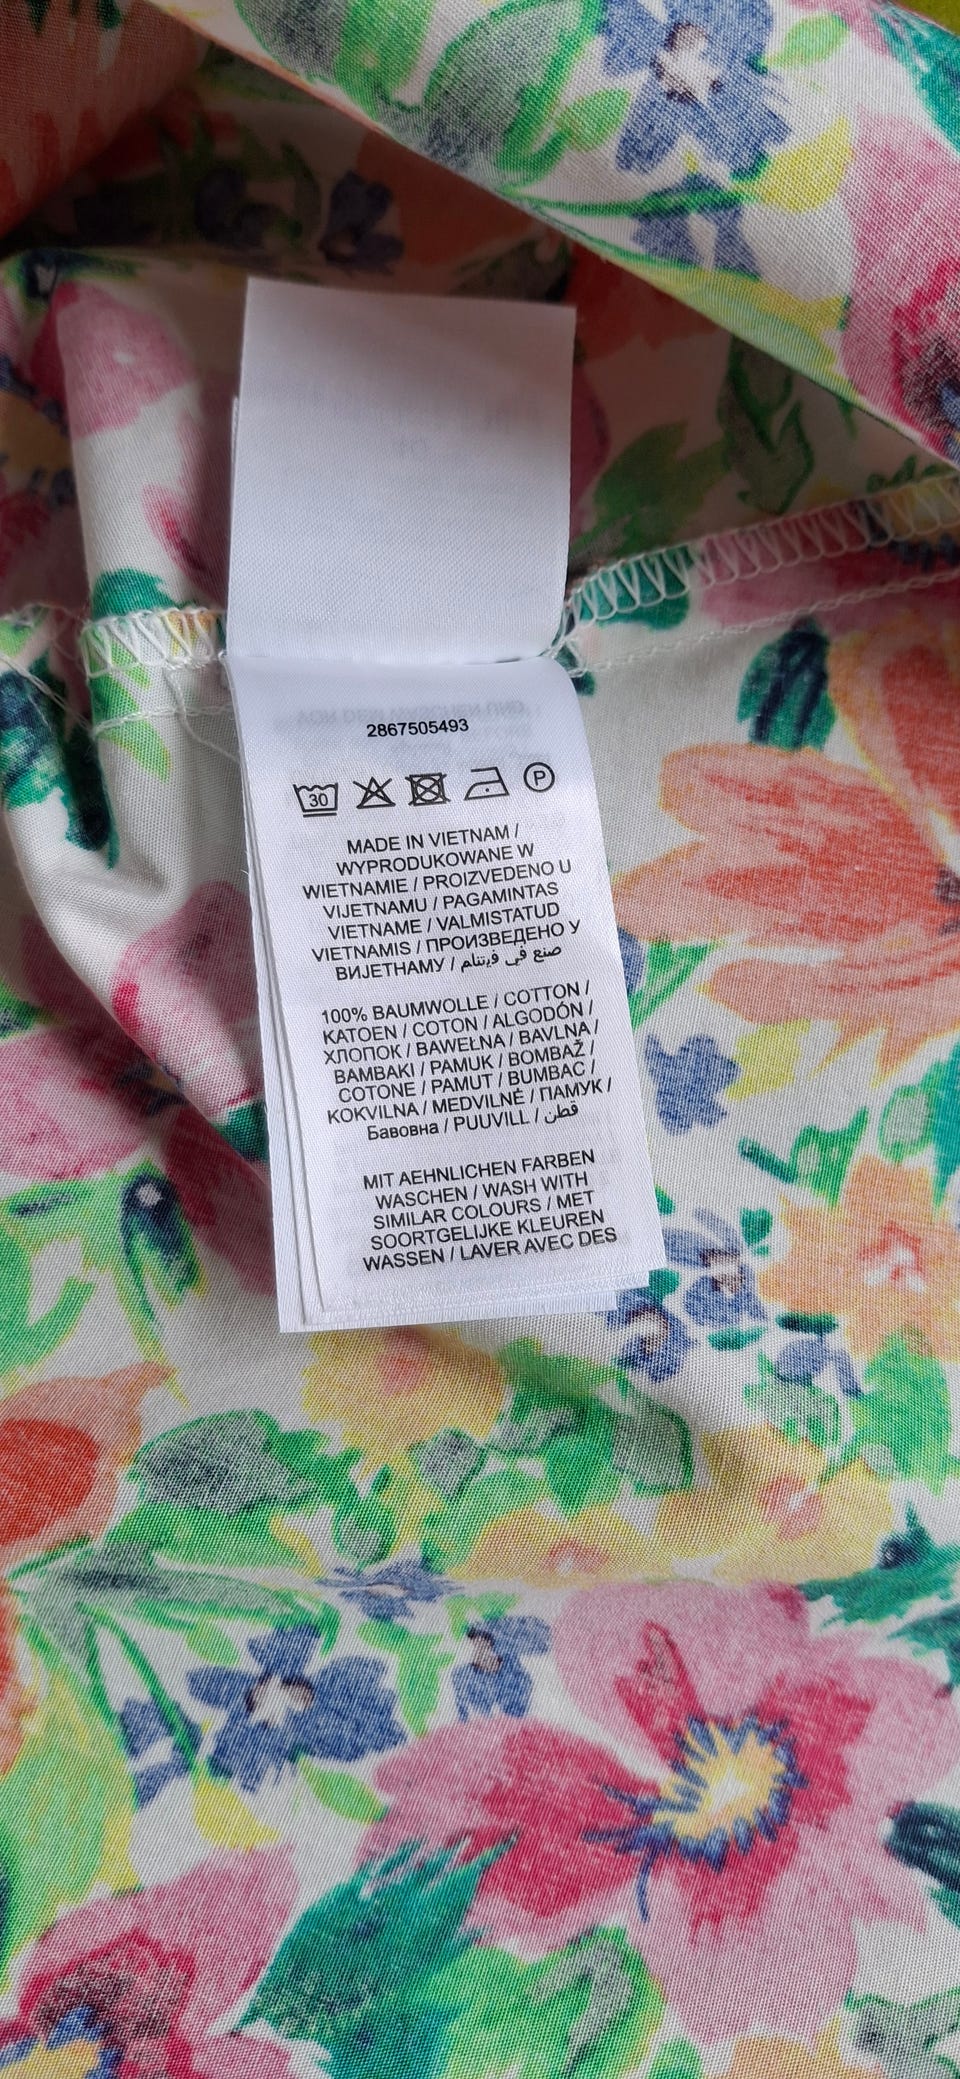 2867505493
30 P
MADE IN VIETNAM /
WYPRODUKOWANE W
WIETNAMIE / PROIZVEDENO U
VIJETNAMU / PAGAMINTAS
VIETNAME / VALMISTATUD
VIETNAMIS / ПРОИЗВЕДЕНО У
ВИЈЕТНАМУ / صنع في فيتنام
100% BAUMWOLLE / COTTON /
KATOEN / COTON / ALGODÓN /
ХЛОПОК / BAWEŁNA / BAVLNA /
BAMBAKI / PAMUK / BOMBAŽ /
COTONE / PAMUT / BUMBAC /
KOKVILNA / MEDVILNĖ / ПАМУК /
Бавовна / PUUVILL / قطن
MIT AEHNLICHEN FARBEN
WASCHEN / WASH WITH
SIMILAR COLOURS / MET
SOORTGELIJKE KLEUREN
WASSEN / LAVER AVEC DES